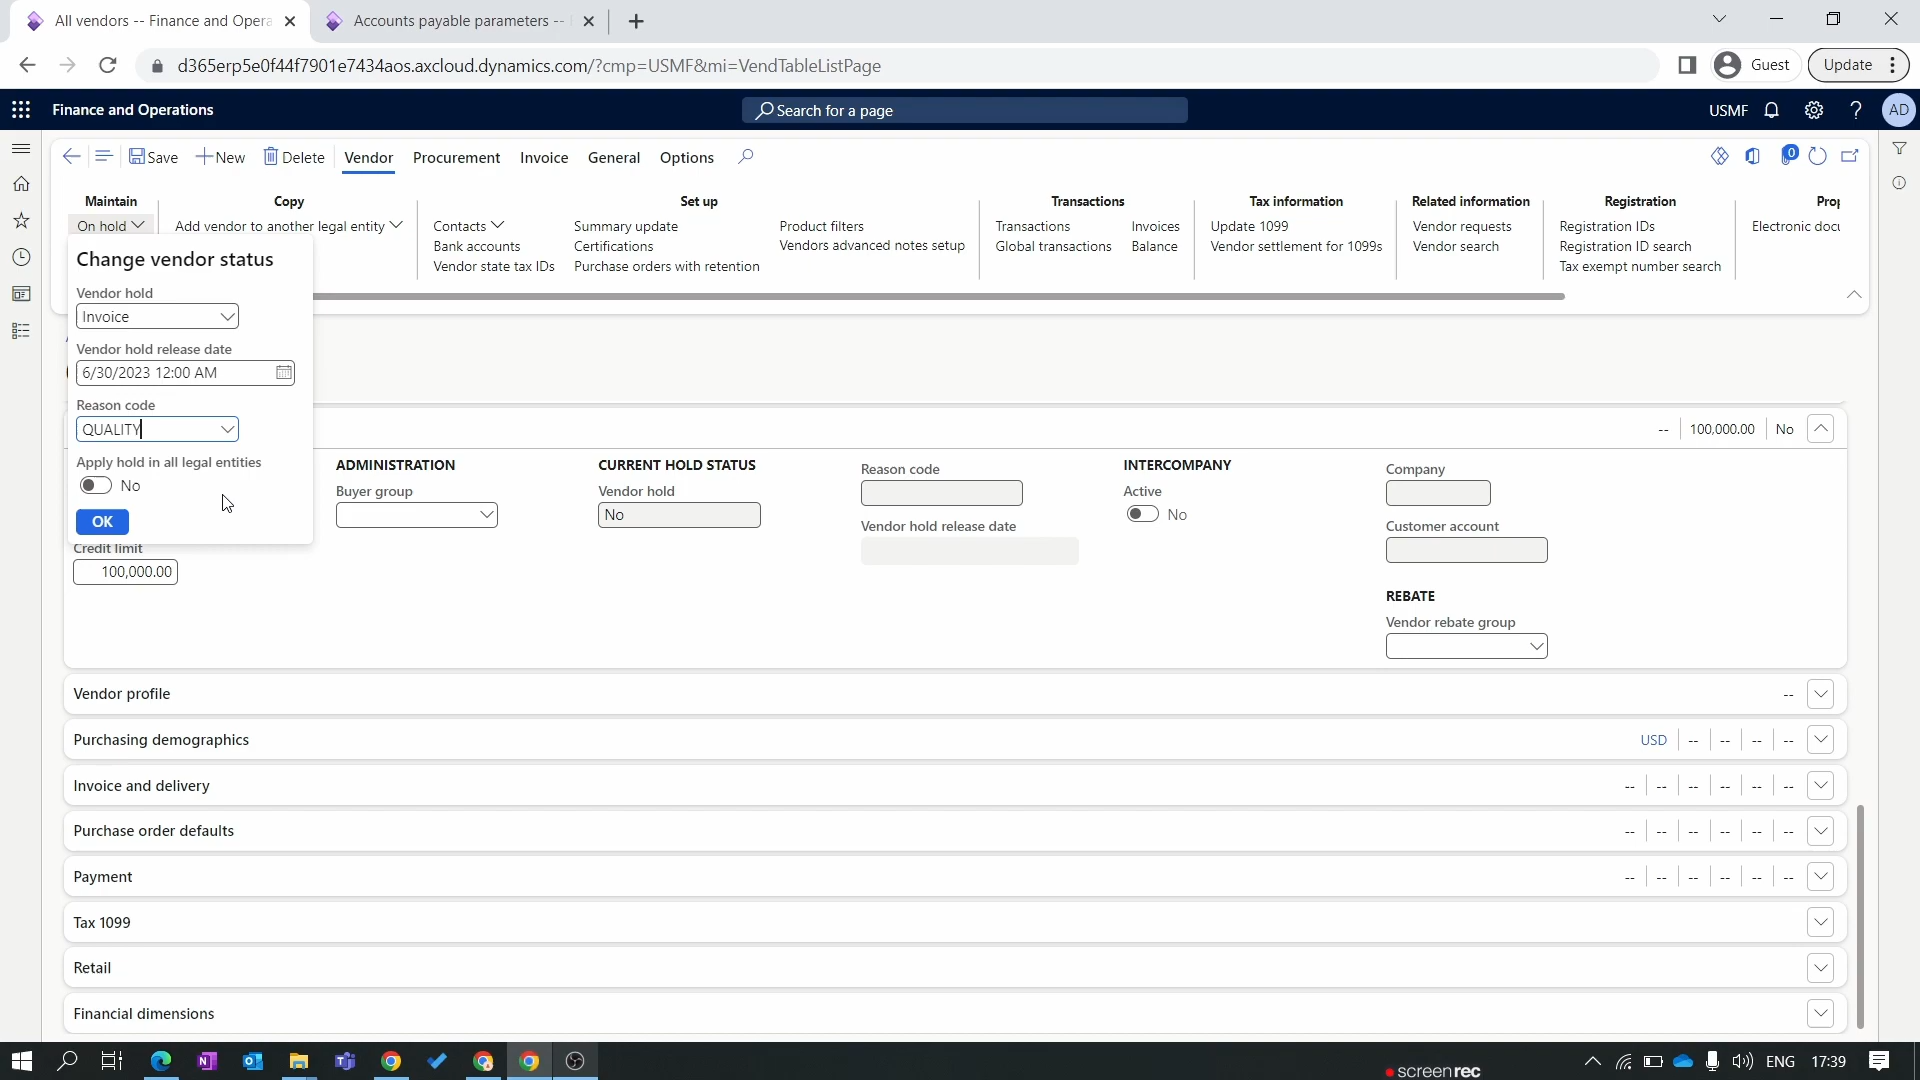 All vendors -- Finance and Opera
Accounts payable parameters --
d365erp5e0f44f7901e7434aos.axcloud.dynamics.com/?cmp=USMF&mi=VendTableListPage
Guest
Update
Finance and Operations
Search for a page
USMF
AD
Save
New
Delete
Vendor
Procurement
Invoice
General
Options
0
Maintain
On hold
Copy
Add vendor to another legal entity
Set up
Contacts
Summary update
Product filters
Bank accounts
Certifications
Vendors advanced notes setup
Vendor state tax IDs
Purchase orders with retention
Transactions
Transactions
Invoices
Global transactions
Balance
Tax information
Update 1099
Vendor settlement for 1099s
Related information
Vendor requests
Vendor search
Registration
Registration IDs
Registration ID search
Tax exempt number search
Prop
Electronic docu
Change vendor status
Vendor hold
Invoice
Vendor hold release date
6/30/2023 12:00 AM
Reason code
QUALITY
Apply hold in all legal entities
No
OK
-- 100,000.00 No
Credit limit
100,000.00
ADMINISTRATION
Buyer group
CURRENT HOLD STATUS
Vendor hold
No
Reason code
Vendor hold release date
INTERCOMPANY
Active
No
Company
Customer account
REBATE
Vendor rebate group
Vendor profile --
Purchasing demographics USD -- -- -- --
Invoice and delivery -- -- -- -- -- --
Purchase order defaults -- -- -- -- -- --
Payment -- -- -- -- -- --
Tax 1099
Retail
Financial dimensions
screenrec
ENG
17:39